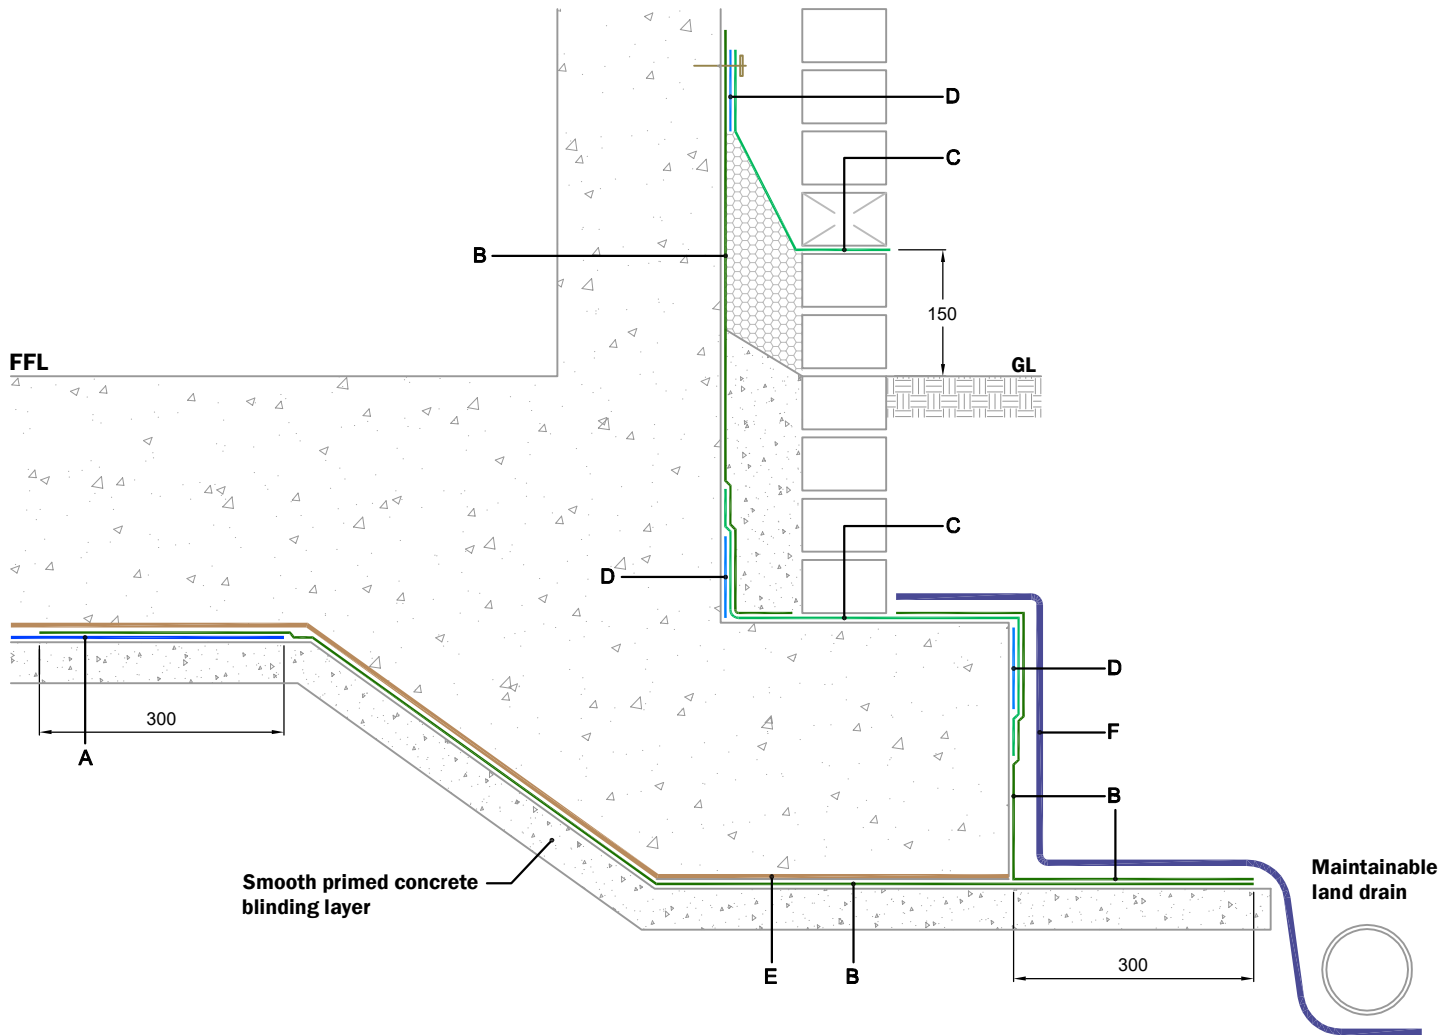 D
C
B
150
FFL
GL
C
D
D
300
F
A
B
Maintainable
land drain
Smooth primed concrete
blinding layer
300
E
B